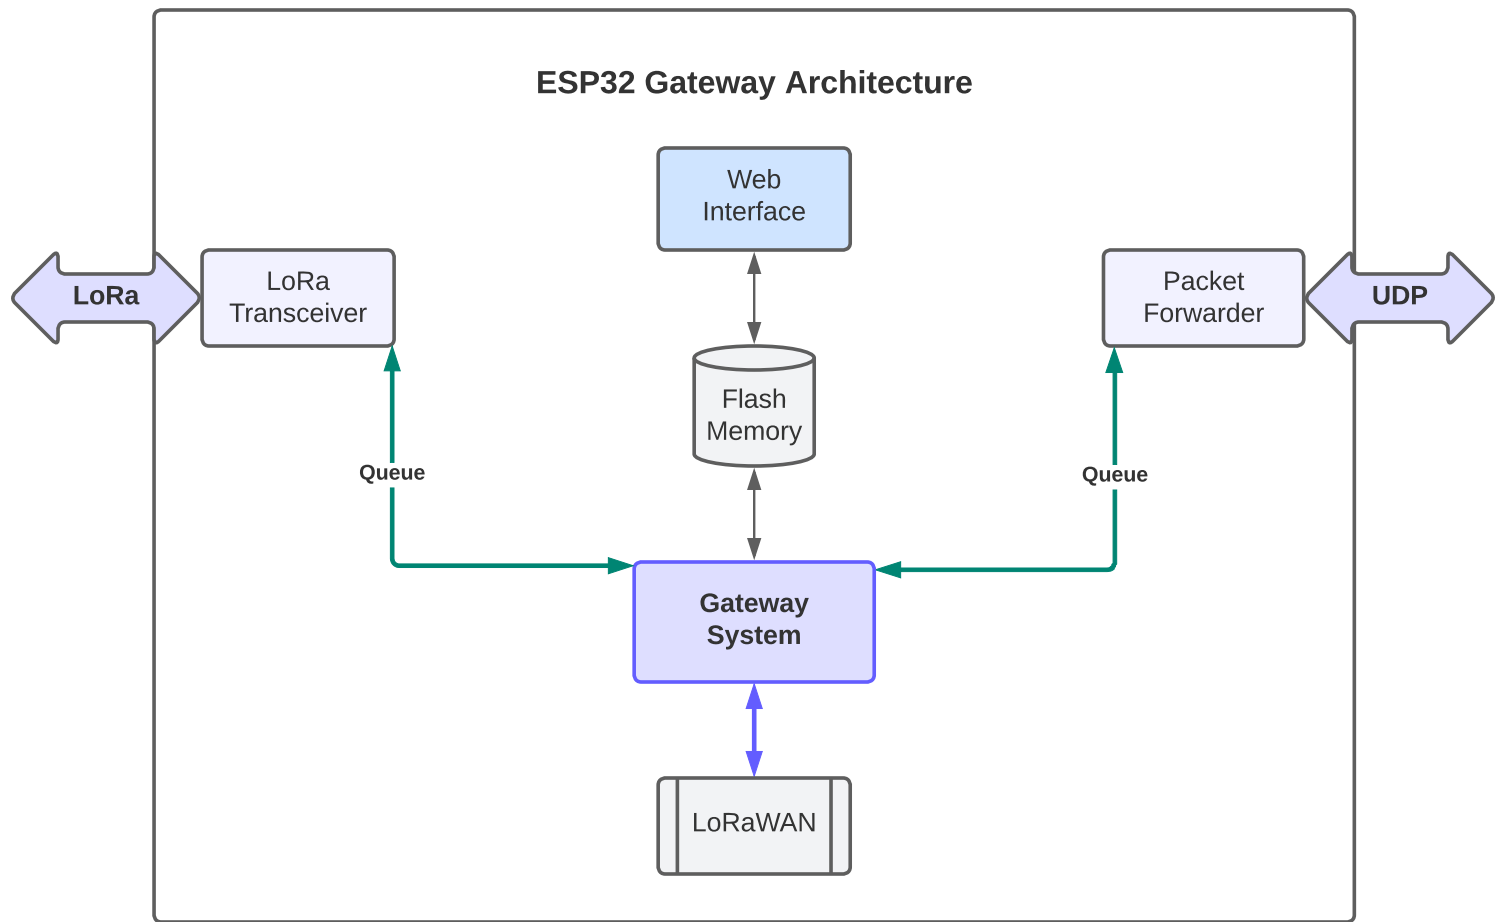 ESP32 Gateway Architecture
Web
Interface
LoRa
LoRa
Transceiver
Packet
Forwarder
UDP
Flash
Memory
Queue
Queue
Gateway
System
LoRaWAN